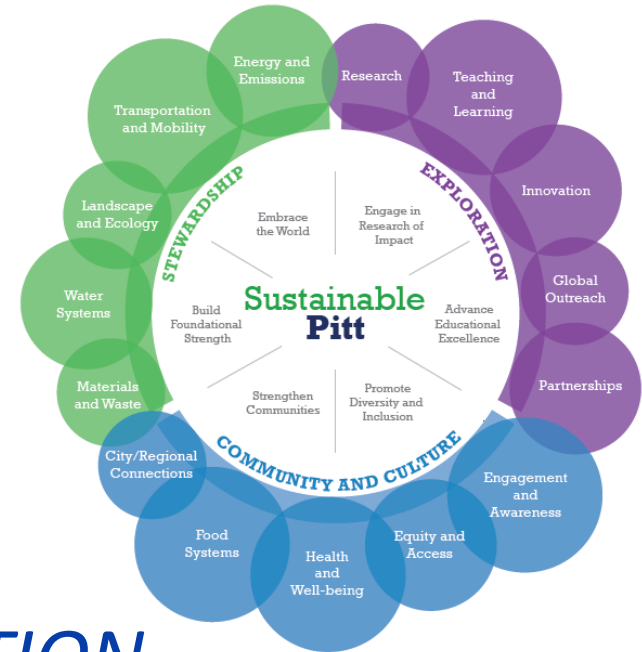 Energy and
Emissions
Research
Teaching
and
Learning
Transportation
and Mobility
Innovation
Landscape
and Ecology
Global
Outreach
Water
Systems
Partnerships
Materials
and Waste
City/Regional
Connections
Engagement
and
Awareness
Food
Systems
Equity and
Access
Health
and
Well-being
STEWARDSHIP
EXPLORATION
COMMUNITY AND CULTURE
Embrace
the World
Engage in
Research of
Impact
Build
Foundational
Strength
Sustainable
Pitt
Advance
Educational
Excellence
Strengthen
Communities
Promote
Diversity and
Inclusion
TION